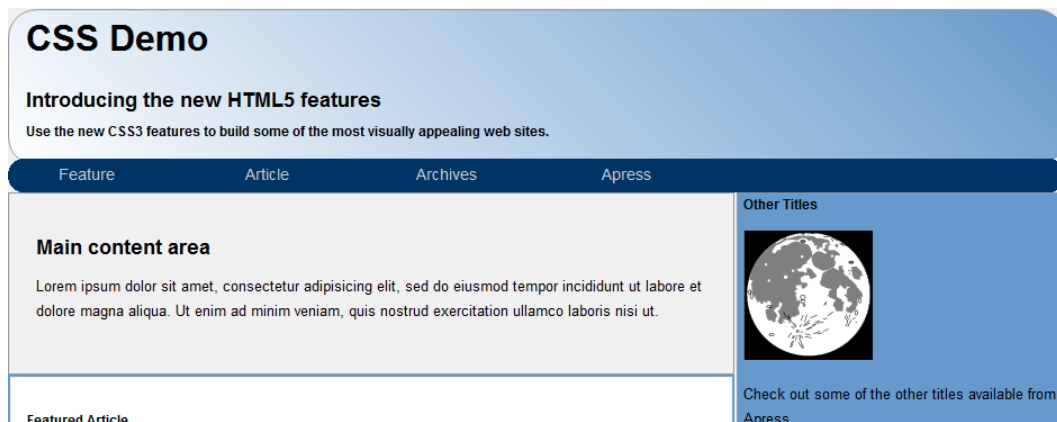 CSS Demo
Introducing the new HTML5 features
Use the new CSS3 features to build some of the most visually appealing web sites.
Feature Article Archives Apress
Main content area
Lorem ipsum dolor sit amet, consectetur adipisicing elit, sed do eiusmod tempor incididunt ut labore et
dolore magna aliqua. Ut enim ad minim veniam, quis nostrud exercitation ullamco laboris nisi ut.
Featured Article
Other Titles
Check out some of the other titles available from
Apress